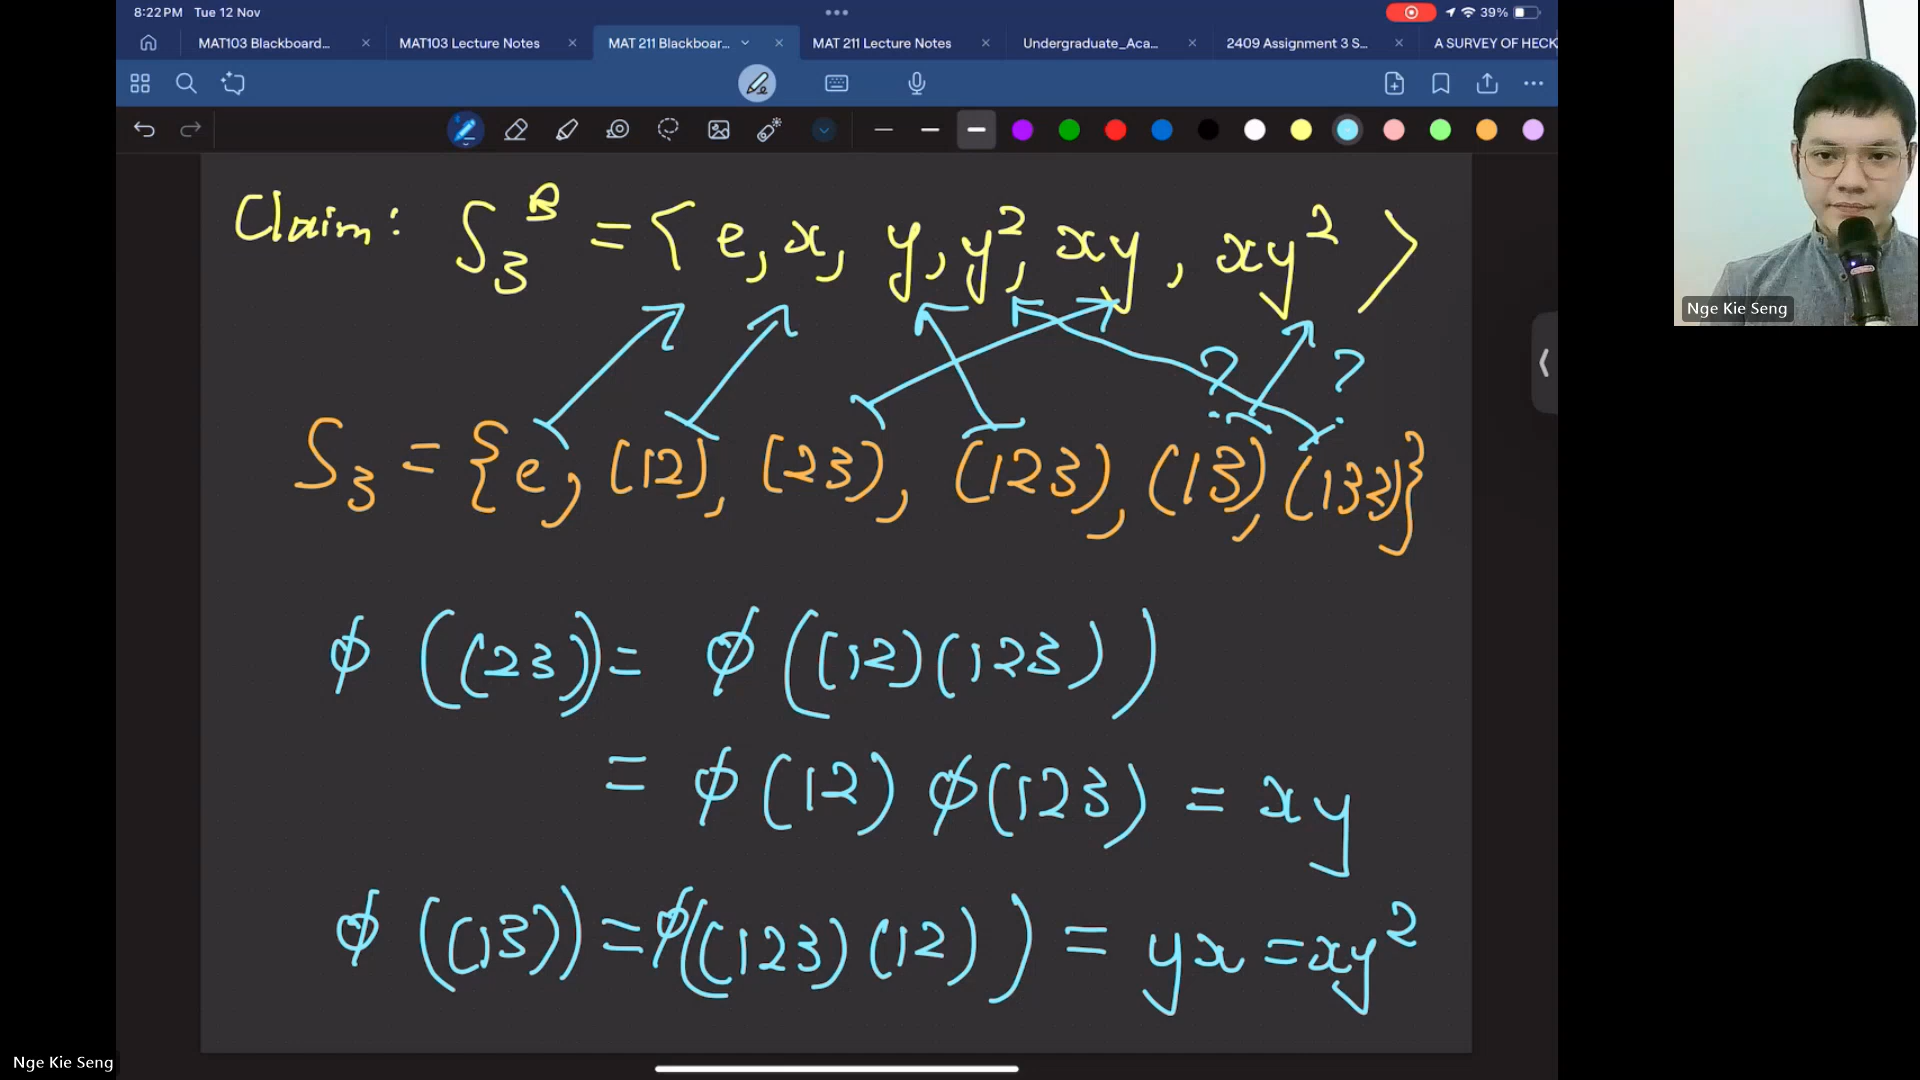 8:22 PM Tue 12 Nov 39%
MAT103 Blackboard... MAT103 Lecture Notes MAT 211 Blackboar... MAT 211 Lecture Notes Undergraduate_Aca... 2409 Assignment 3 S... A SURVEY OF HECK
Claim: S₃ᴮ = ⟨ e, x, y, y², xy, xy² ⟩
? ?
S₃ = {e, (12), (23), (123), (13), (132)}
ϕ ((23)) = ϕ ((12)(123))
= ϕ(12) ϕ(123) = xy
ϕ ((13)) = ϕ((123)(12)) = yx = xy²
Nge Kie Seng
Nge Kie Seng